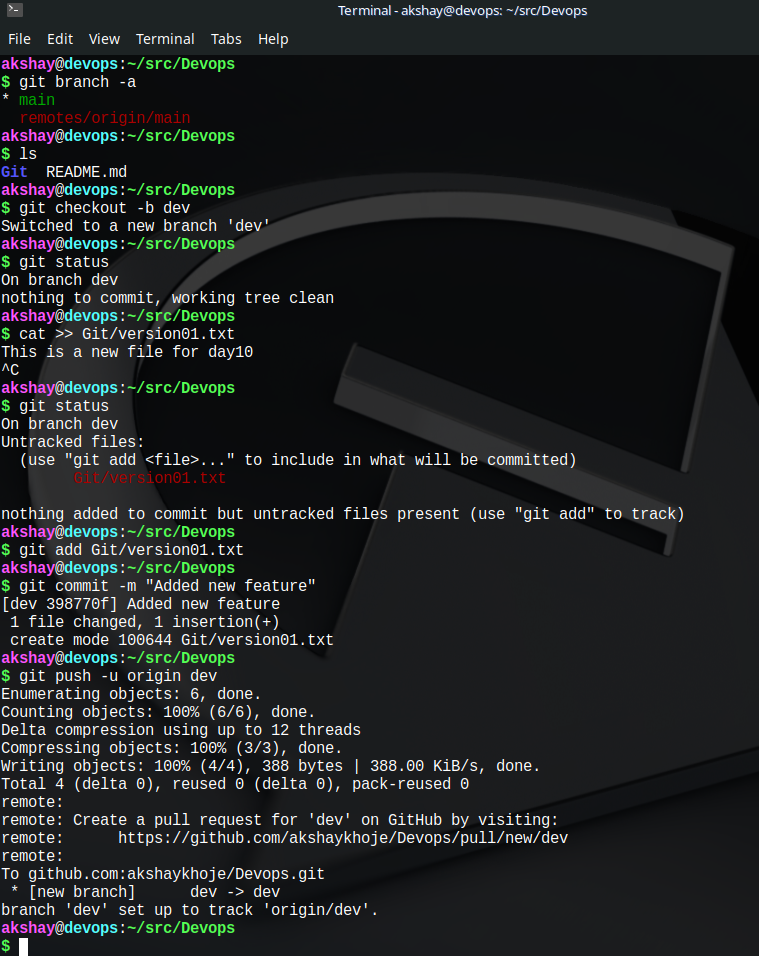 Terminal - akshay@devops: ~/src/Devops
File Edit View Terminal Tabs Help
akshay@devops:~/src/Devops
$ git branch -a
* main
  remotes/origin/main
akshay@devops:~/src/Devops
$ ls
Git  README.md
akshay@devops:~/src/Devops
$ git checkout -b dev
Switched to a new branch 'dev'
akshay@devops:~/src/Devops
$ git status
On branch dev
nothing to commit, working tree clean
akshay@devops:~/src/Devops
$ cat >> Git/version01.txt
This is a new file for day10
^C
akshay@devops:~/src/Devops
$ git status
On branch dev
Untracked files:
  (use "git add <file>..." to include in what will be committed)
        Git/version01.txt
nothing added to commit but untracked files present (use "git add" to track)
akshay@devops:~/src/Devops
$ git add Git/version01.txt
akshay@devops:~/src/Devops
$ git commit -m "Added new feature"
[dev 398770f] Added new feature
 1 file changed, 1 insertion(+)
 create mode 100644 Git/version01.txt
akshay@devops:~/src/Devops
$ git push -u origin dev
Enumerating objects: 6, done.
Counting objects: 100% (6/6), done.
Delta compression using up to 12 threads
Compressing objects: 100% (3/3), done.
Writing objects: 100% (4/4), 388 bytes | 388.00 KiB/s, done.
Total 4 (delta 0), reused 0 (delta 0), pack-reused 0
remote:
remote: Create a pull request for 'dev' on GitHub by visiting:
remote:      https://github.com/akshaykhoje/Devops/pull/new/dev
remote:
To github.com:akshaykhoje/Devops.git
 * [new branch]      dev -> dev
branch 'dev' set up to track 'origin/dev'.
akshay@devops:~/src/Devops
$